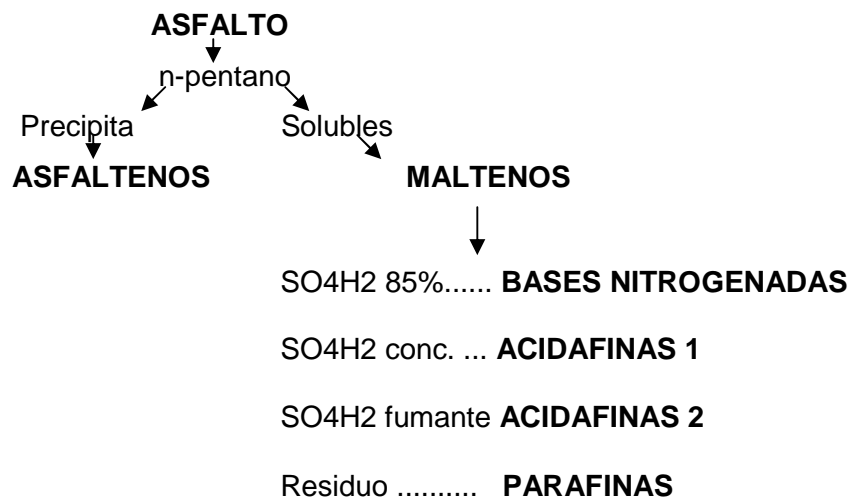 ASFALTO
n-pentano
Precipita Solubles
ASFALTENOS MALTENOS
SO4H2 85%...... BASES NITROGENADAS
SO4H2 conc. ... ACIDAFINAS 1
SO4H2 fumante ACIDAFINAS 2
Residuo .......... PARAFINAS